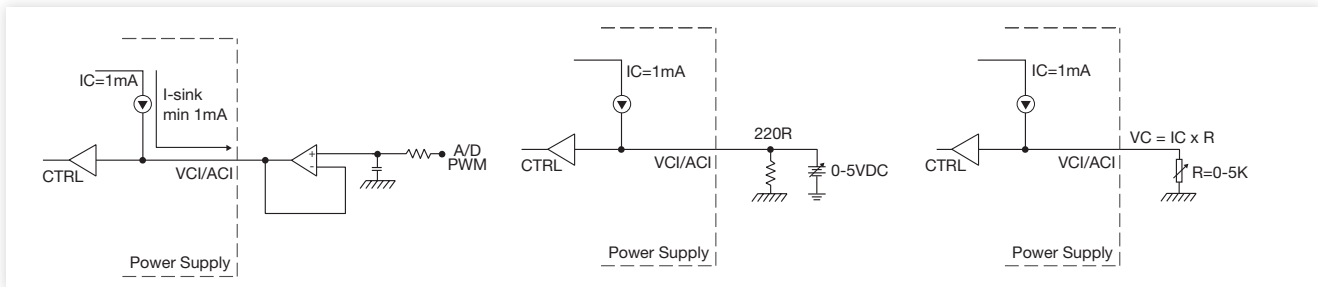 IC=1mA
I-sink
min 1mA
CTRL
VCI/ACI
+
-
A/D
PWM
Power Supply
IC=1mA
220R
CTRL
VCI/ACI
0-5VDC
Power Supply
IC=1mA
VC = IC x R
CTRL
VCI/ACI
R=0-5K
Power Supply